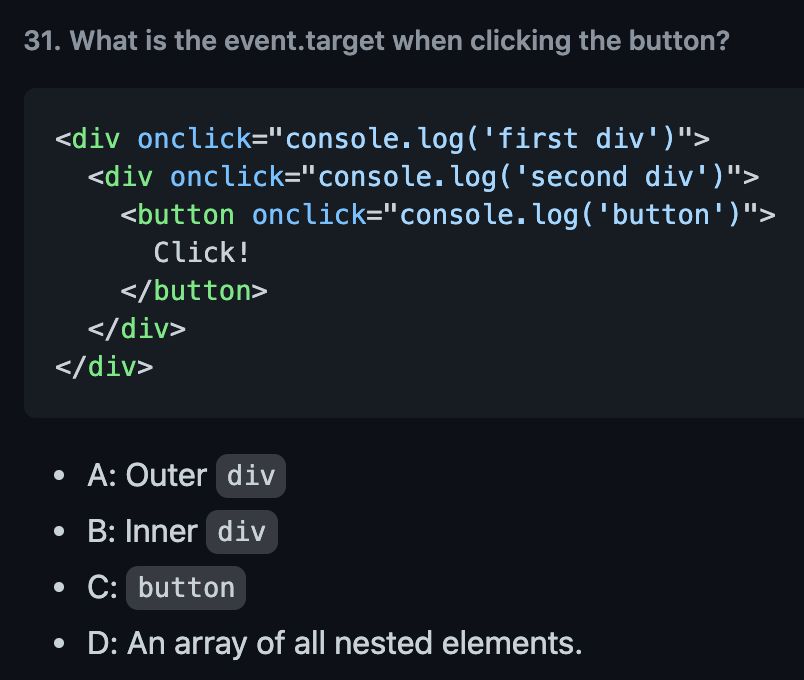 31. What is the event.target when clicking the button?
<div onclick="console.log('first div')">
  <div onclick="console.log('second div')">
    <button onclick="console.log('button')">
      Click!
    </button>
  </div>
</div>
• A: Outer div
• B: Inner div
• C: button
• D: An array of all nested elements.